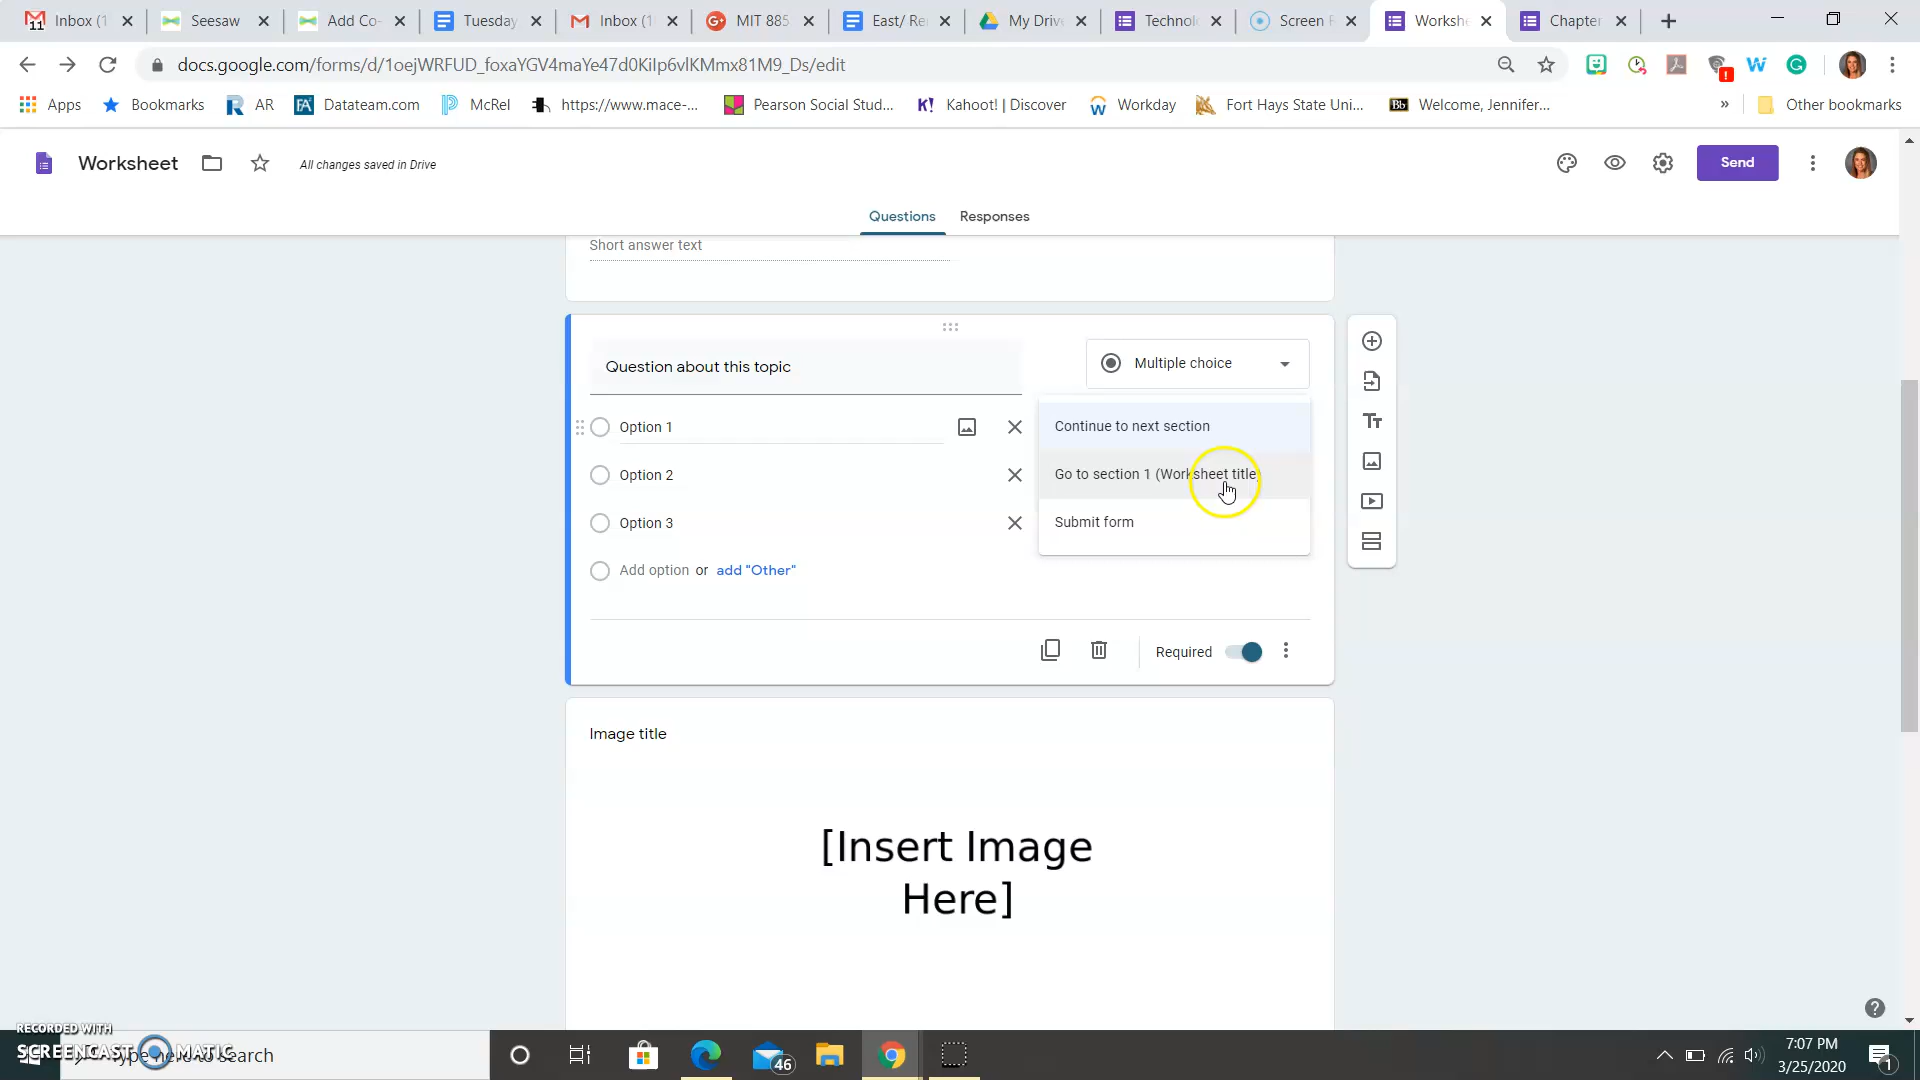 Inbox (1
Seesaw
Add Co-
Tuesday
Inbox (1
MIT 885
East/ Re
My Drive
Technol
Screen R
Workshe
Chapter
docs.google.com/forms/d/1oejWRFUD_foxaYGV4maYe47d0KiIp6vlKMmx81M9_Ds/edit
Apps
Bookmarks
AR
Datateam.com
McRel
https://www.mace-...
Pearson Social Stud...
Kahoot! | Discover
Workday
Fort Hays State Uni...
Welcome, Jennifer...
»
Other bookmarks
Worksheet
All changes saved in Drive
Send
Questions
Responses
Short answer text
Question about this topic
Multiple choice
Option 1
Continue to next section
Option 2
Go to section 1 (Worksheet title)
Option 3
Submit form
Add option or add "Other"
Required
Image title
[Insert Image
Here]
RECORDED WITH
SCREENCAST MATIC
Type here to search
46
7:07 PM
3/25/2020
1